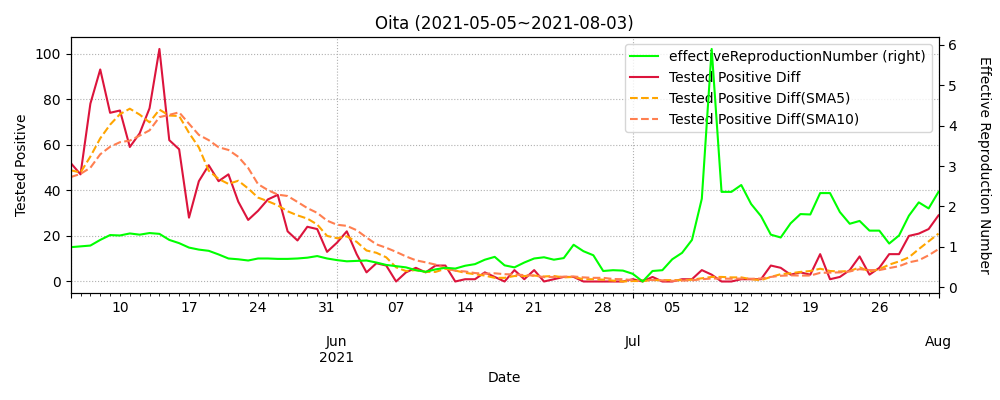 Oita (2021-05-05~2021-08-03)
effectiveReproductionNumber (right)
Tested Positive Diff
Tested Positive Diff(SMA5)
Tested Positive Diff(SMA10)
Tested Positive
100
80
60
40
20
0
Effective Reproduction Number
6
5
4
3
2
1
0
10 17 24 31 07 14 21 28 05 12 19 26
Jun Jul Aug
2021
Date